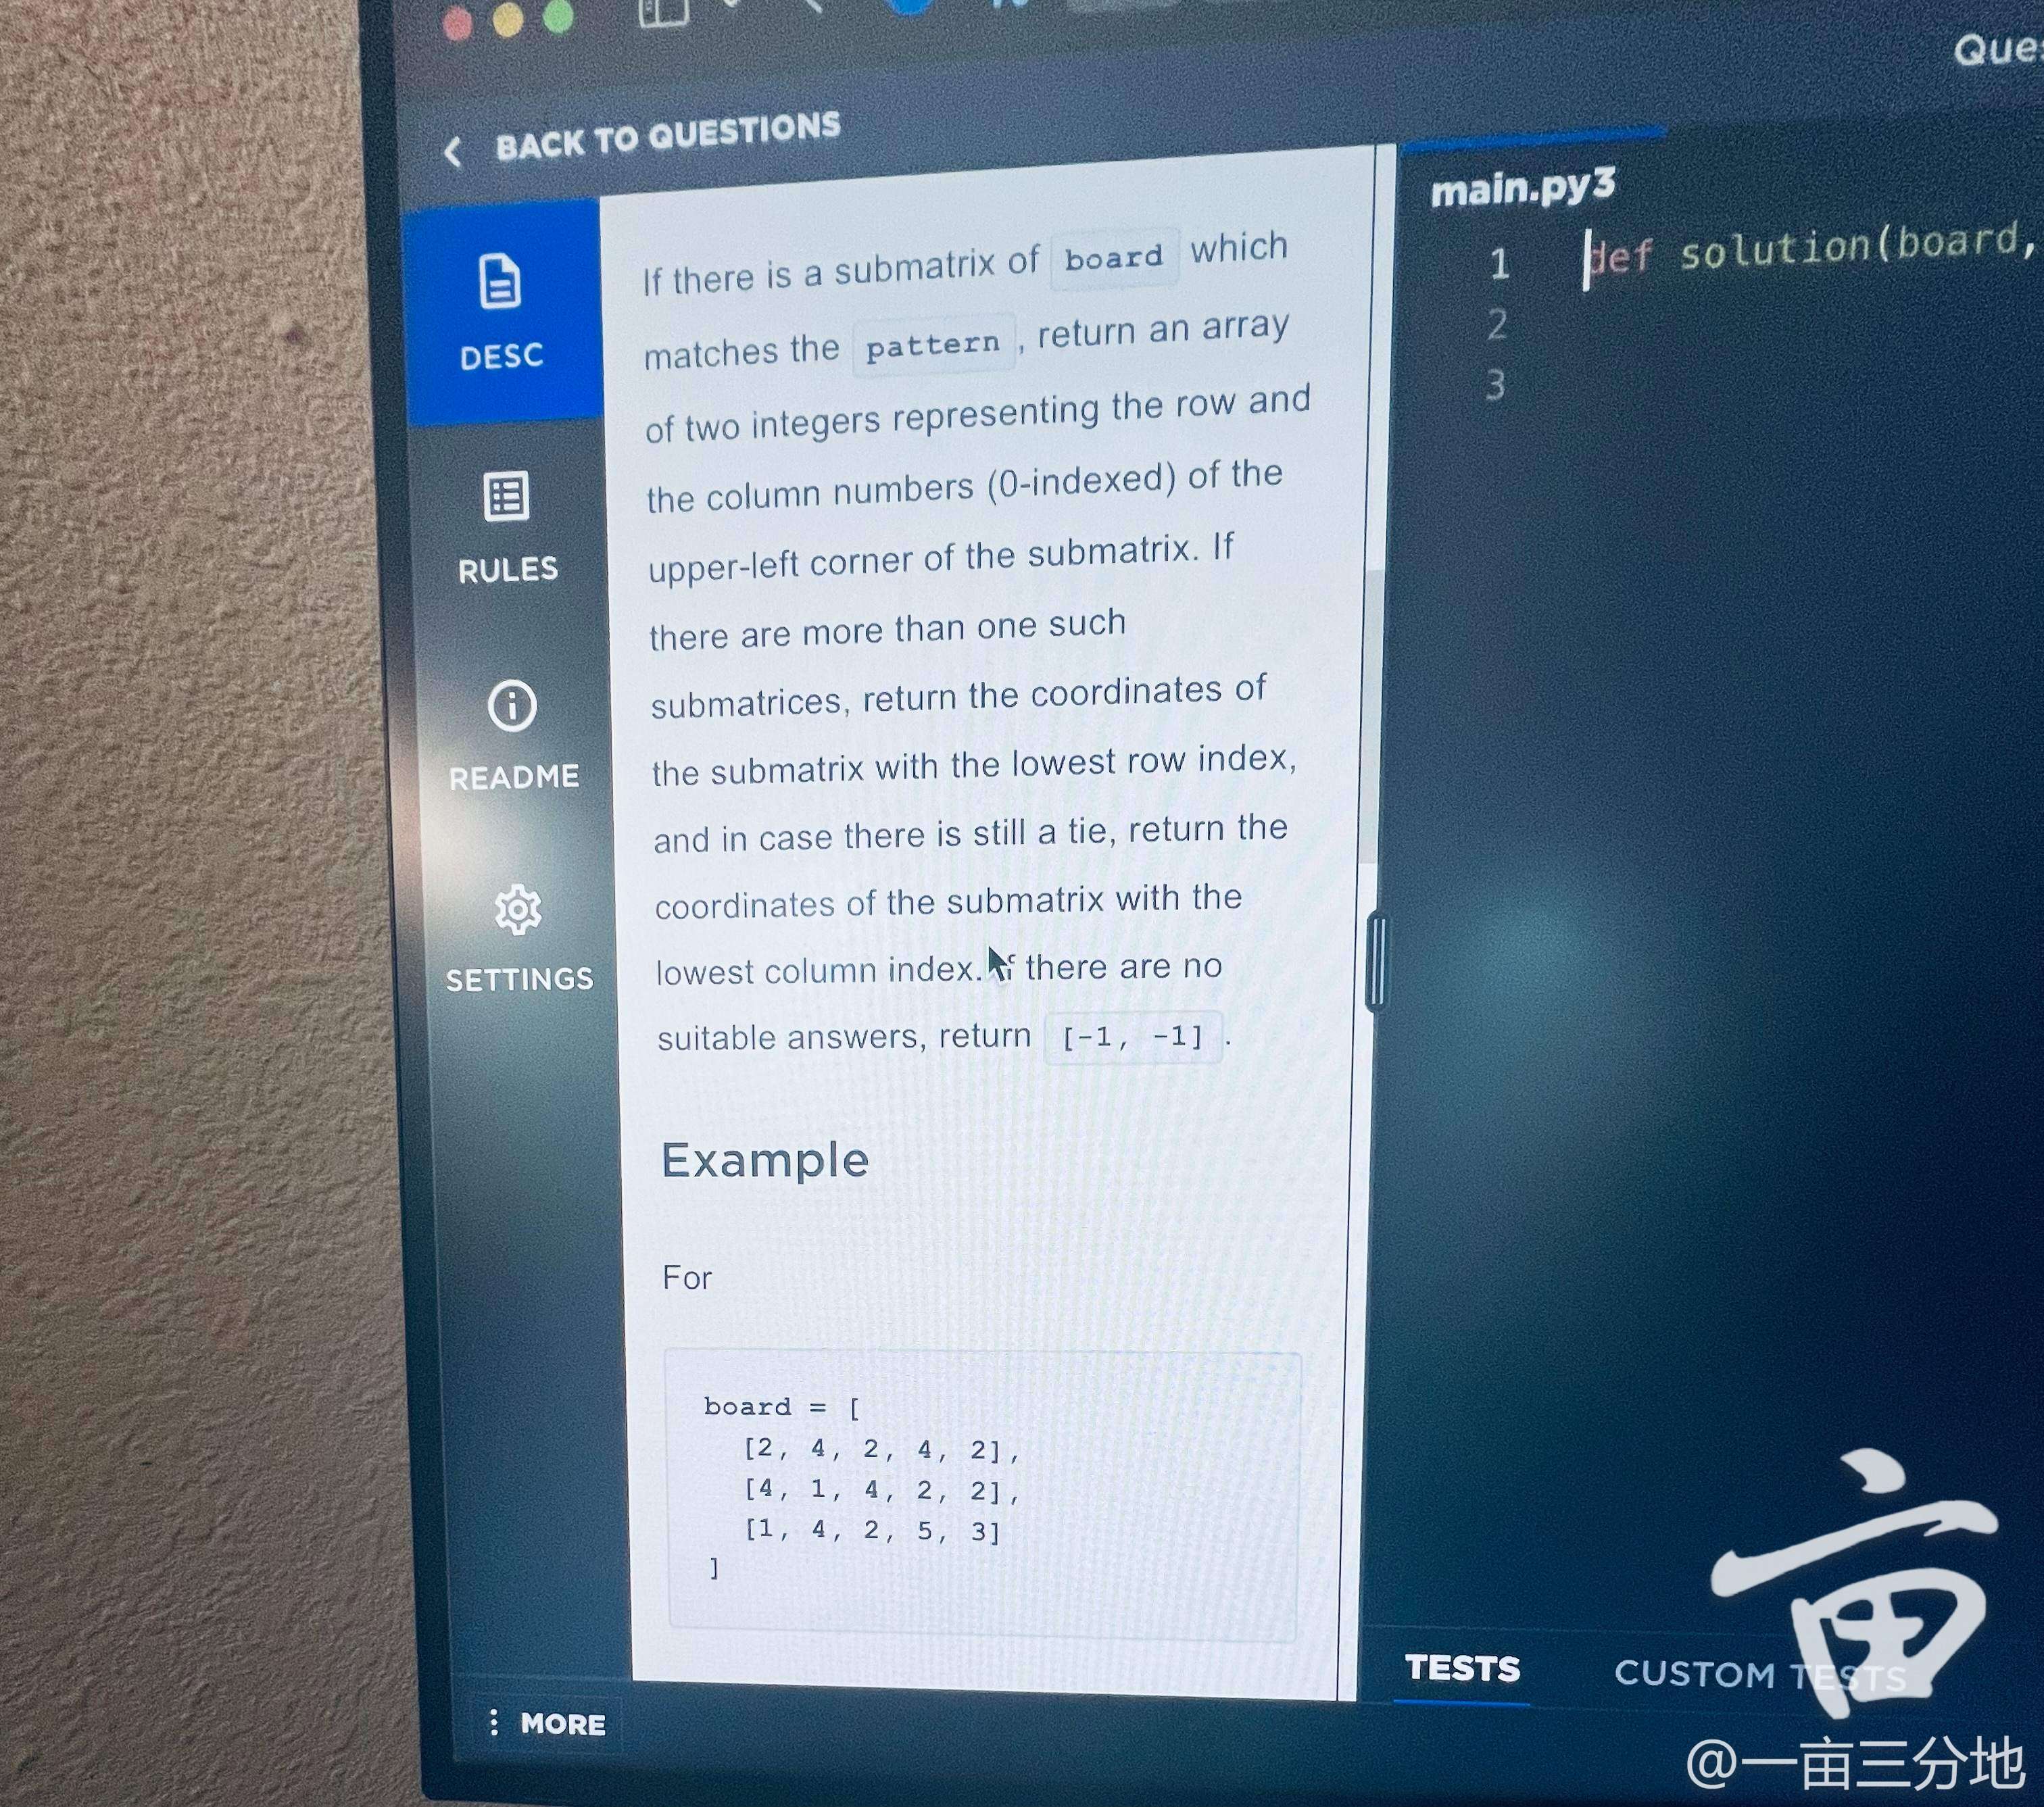 Que
BACK TO QUESTIONS
DESC
RULES
README
SETTINGS
MORE
If there is a submatrix of board which
matches the pattern, return an array
of two integers representing the row and
the column numbers (0-indexed) of the
upper-left corner of the submatrix. If
there are more than one such
submatrices, return the coordinates of
the submatrix with the lowest row index,
and in case there is still a tie, return the
coordinates of the submatrix with the
lowest column index. If there are no
suitable answers, return [-1, -1].
Example
For
board = [
[2, 4, 2, 4, 2],
[4, 1, 4, 2, 2],
[1, 4, 2, 5, 3]
]
main.py3
1 def solution(board,
2
3
TESTS
CUSTOM TESTS
亩
@一亩三分地